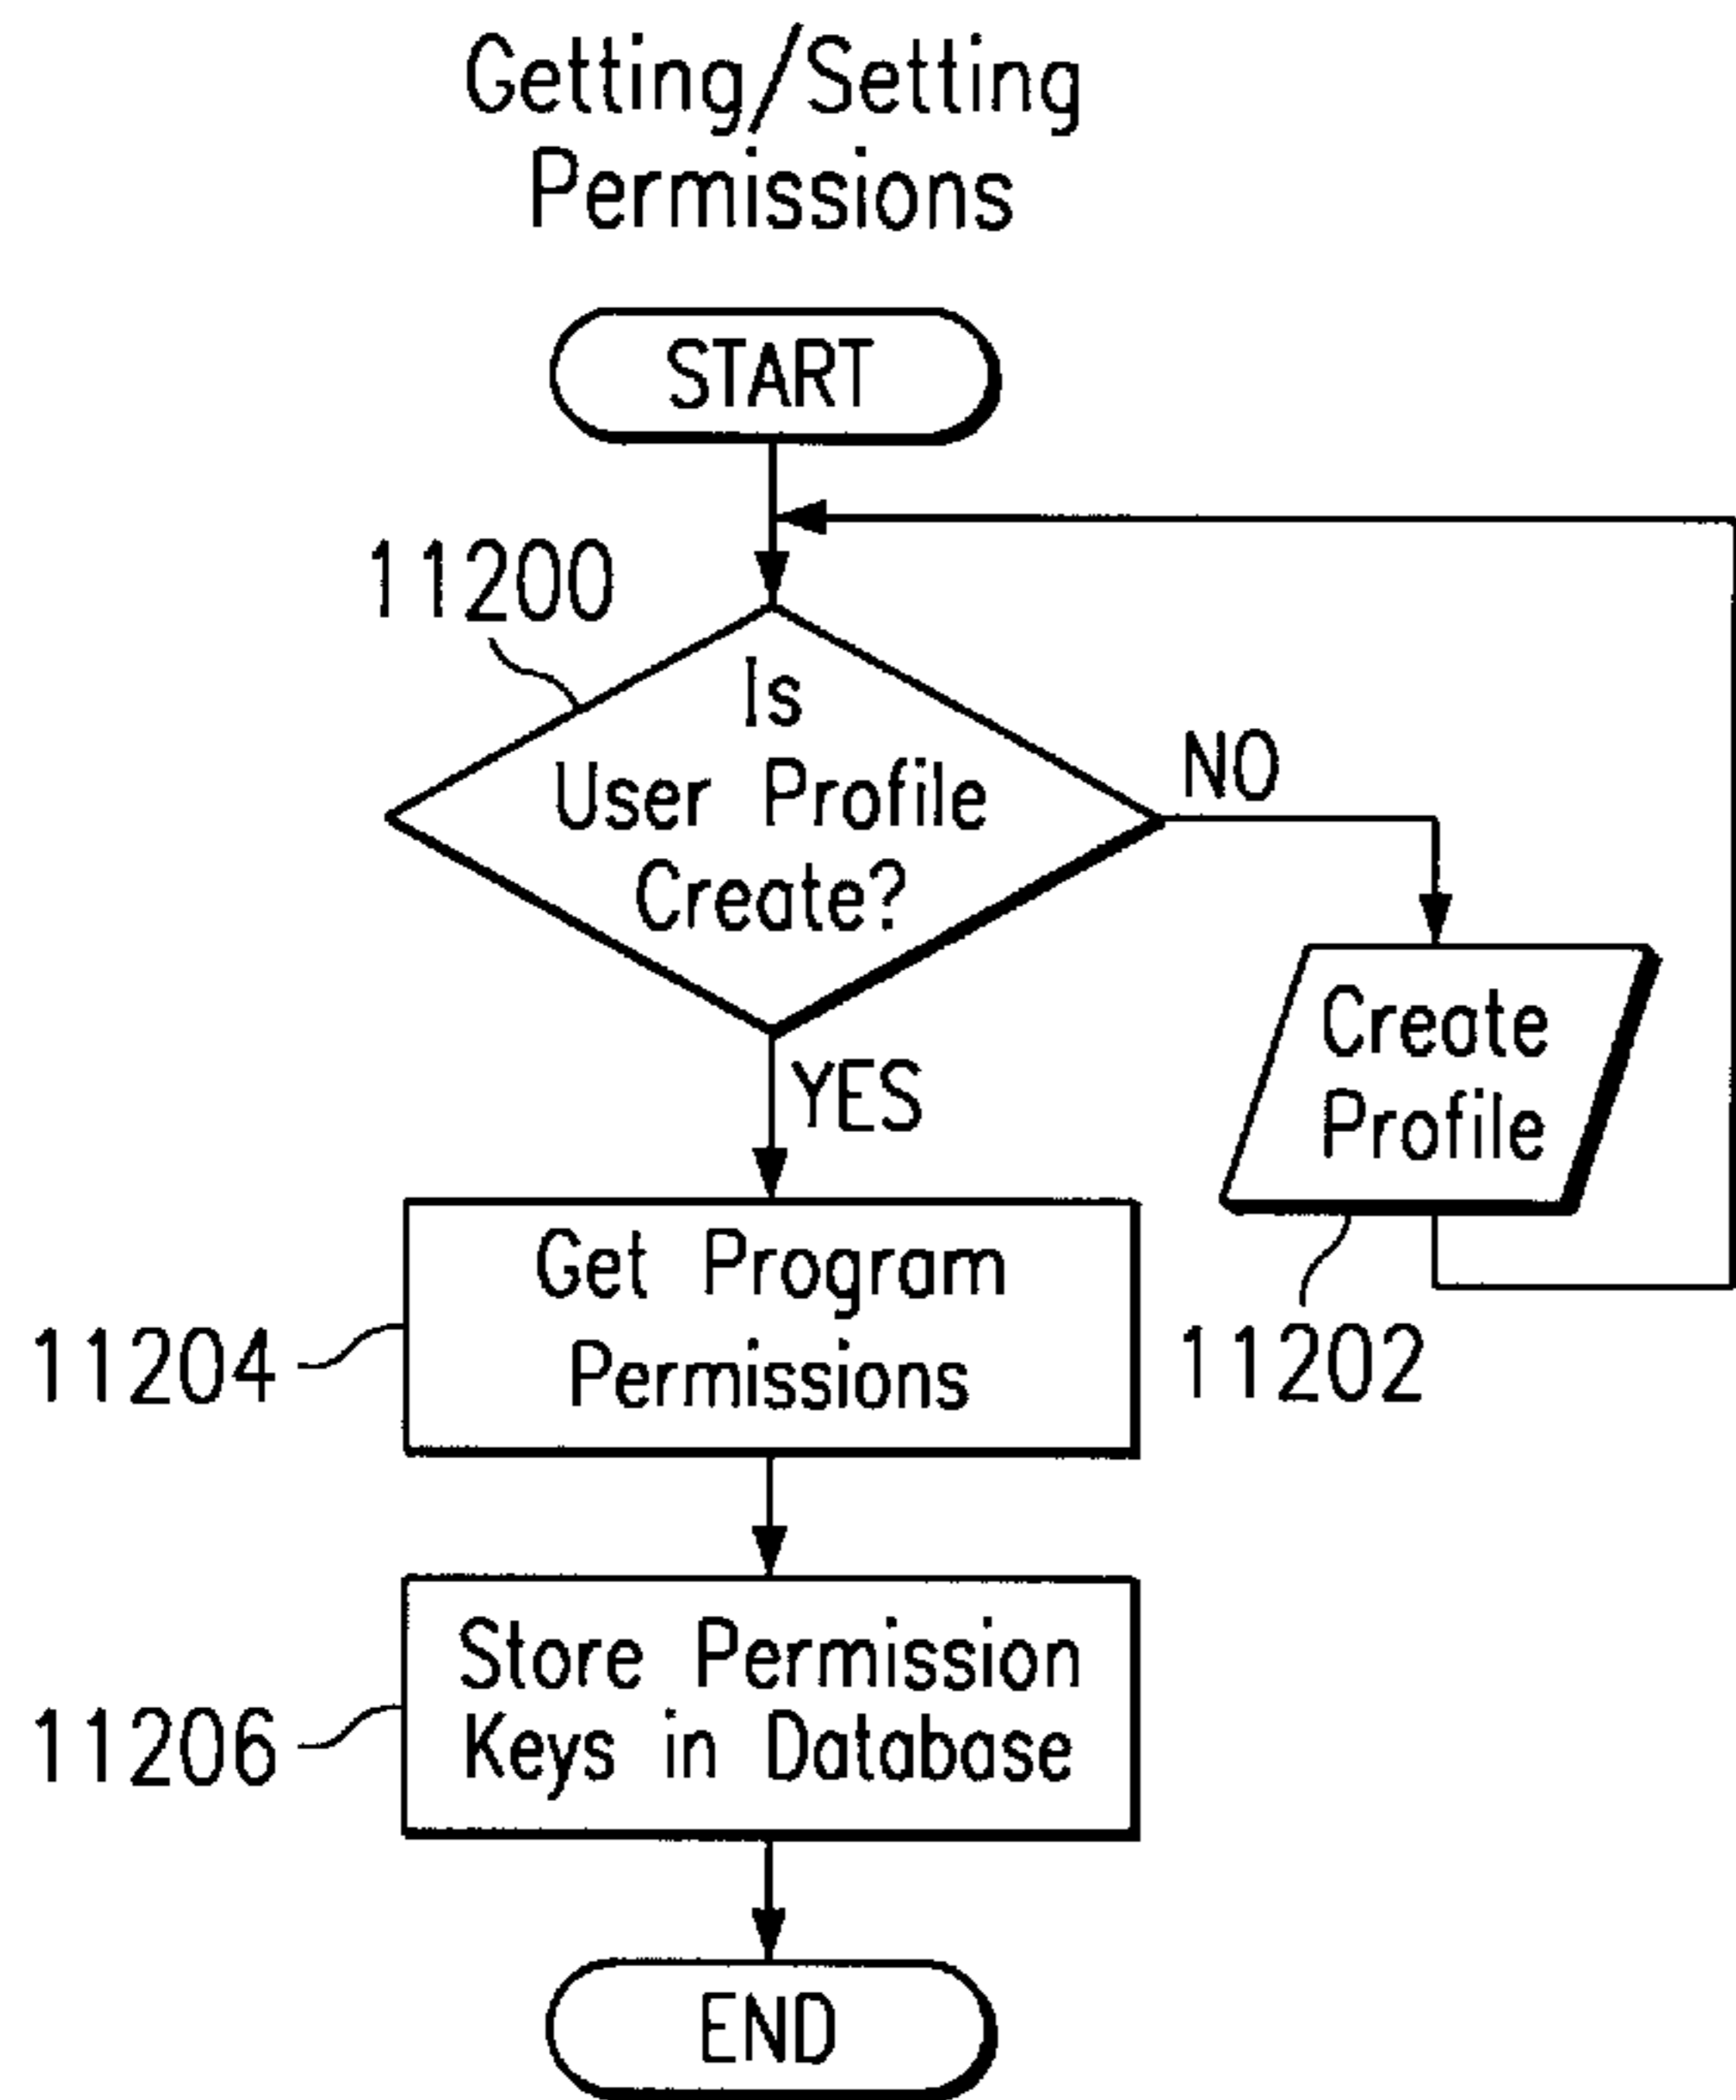 Getting/Setting
Permissions
START
11200
Is
User Profile
Create?
NO
YES
Create
Profile
11202
Get Program
Permissions
11204
Store Permission
Keys in Database
11206
END